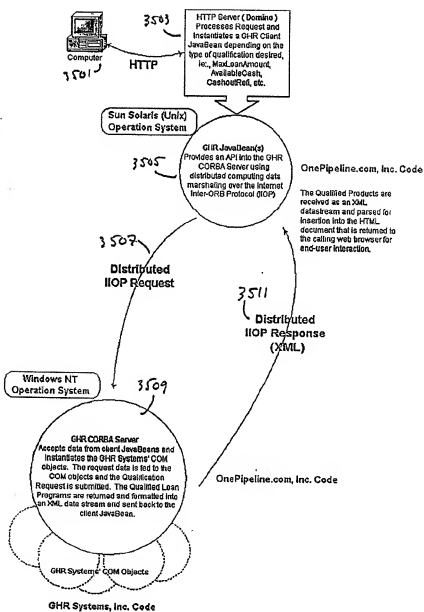 Computer
3501
HTTP
3503
HTTP Server (Domino)
Processes Request and
Instantiates a GHR Client
JavaBean depending on the
type of qualification desired,
ie:, MaxLoanAmount,
AvailableCash,
CashoutRefi, etc.
Sun Solaris (Unix)
Operation System
3505
GHR JavaBean(s)
Provides an API into the GHR
CORBA Server using
distributed computing data
marshaling over the Internet
Inter-ORB Protocol (IIOP)
OnePipeline.com, Inc. Code
The Qualified Products are
received as an XML
datastream and parsed for
insertion into the HTML
document that is returned to
the calling web browser for
end-user interaction.
3507
Distributed
IIOP Request
3511
Distributed
IIOP Response
(XML)
Windows NT
Operation System
3509
GHR CORBA Server
Accepts data from client JavaBeans and
instantiates the GHR Systems' COM
objects. The request data is fed to the
COM objects and the Qualification
Request is submitted. The Qualified Loan
Programs are returned and formatted into
an XML data stream and sent back to the
client JavaBean.
OnePipeline.com, Inc. Code
GHR Systems' COM Objects
GHR Systems, Inc. Code